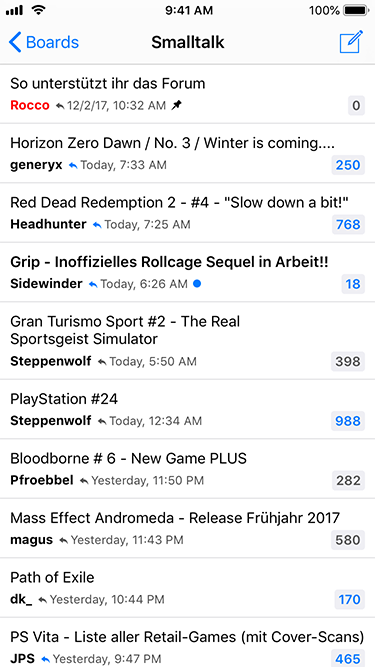 9:41 AM 100%
Boards Smalltalk
So unterstützt ihr das Forum
Rocco 12/2/17, 10:32 AM 0
Horizon Zero Dawn / No. 3 / Winter is coming....
generyx Today, 7:33 AM 250
Red Dead Redemption 2 - #4 - "Slow down a bit!"
Headhunter Today, 7:25 AM 768
Grip - Inoffizielles Rollcage Sequel in Arbeit!!
Sidewinder Today, 6:26 AM 18
Gran Turismo Sport #2 - The Real
Sportsgeist Simulator
Steppenwolf Today, 5:50 AM 398
PlayStation #24
Steppenwolf Today, 12:34 AM 988
Bloodborne # 6 - New Game PLUS
Pfroebbel Yesterday, 11:50 PM 282
Mass Effect Andromeda - Release Frühjahr 2017
magus Yesterday, 11:43 PM 580
Path of Exile
dk_ Yesterday, 10:44 PM 170
PS Vita - Liste aller Retail-Games (mit Cover-Scans)
JPS Yesterday, 9:47 PM 465